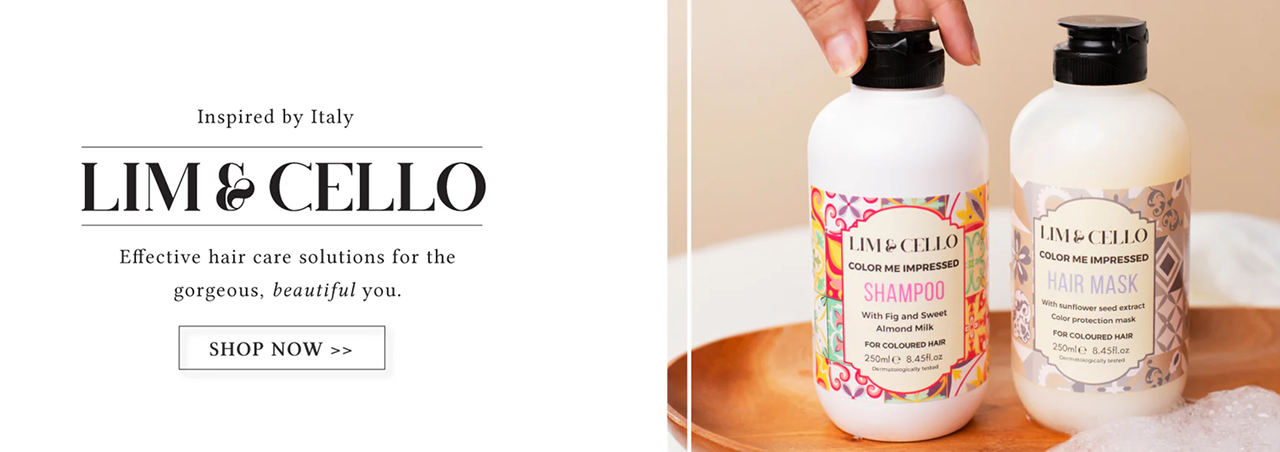 Inspired by Italy
LIM & CELLO
Effective hair care solutions for the
gorgeous, beautiful you.
SHOP NOW >>
LIM & CELLO
COLOR ME IMPRESSED
SHAMPOO
With Fig and Sweet
Almond Milk
FOR COLOURED HAIR
250ml℮ 8.45fl.oz
Dermatologically tested
LIM & CELLO
COLOR ME IMPRESSED
HAIR MASK
With sunflower seed extract
Color protection mask
FOR COLOURED HAIR
250ml℮ 8.45fl.oz
Dermatologically tested